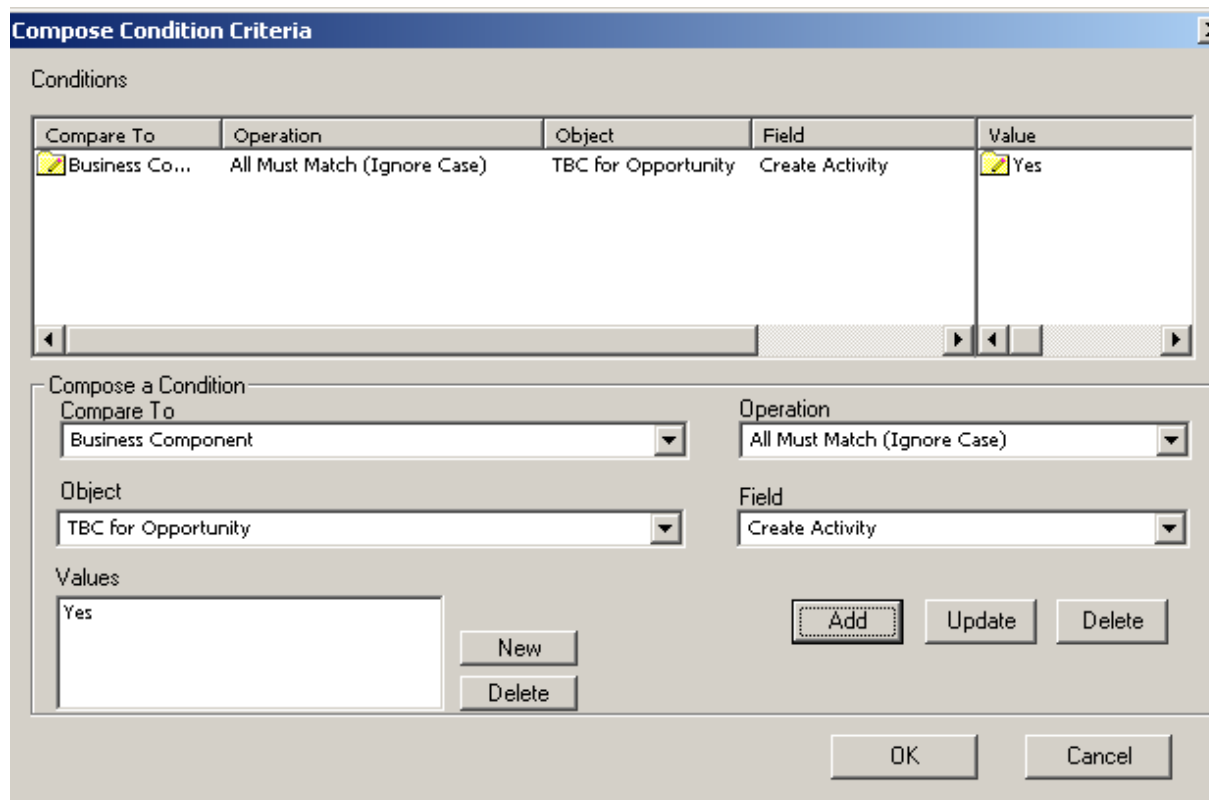 Compose Condition Criteria
Conditions
Compare To Operation Object Field Value
Business Co... All Must Match (Ignore Case) TBC for Opportunity Create Activity Yes
Compose a Condition
Compare To Operation
Business Component All Must Match (Ignore Case)
Object Field
TBC for Opportunity Create Activity
Values
Yes
Add Update Delete
New
Delete
OK Cancel